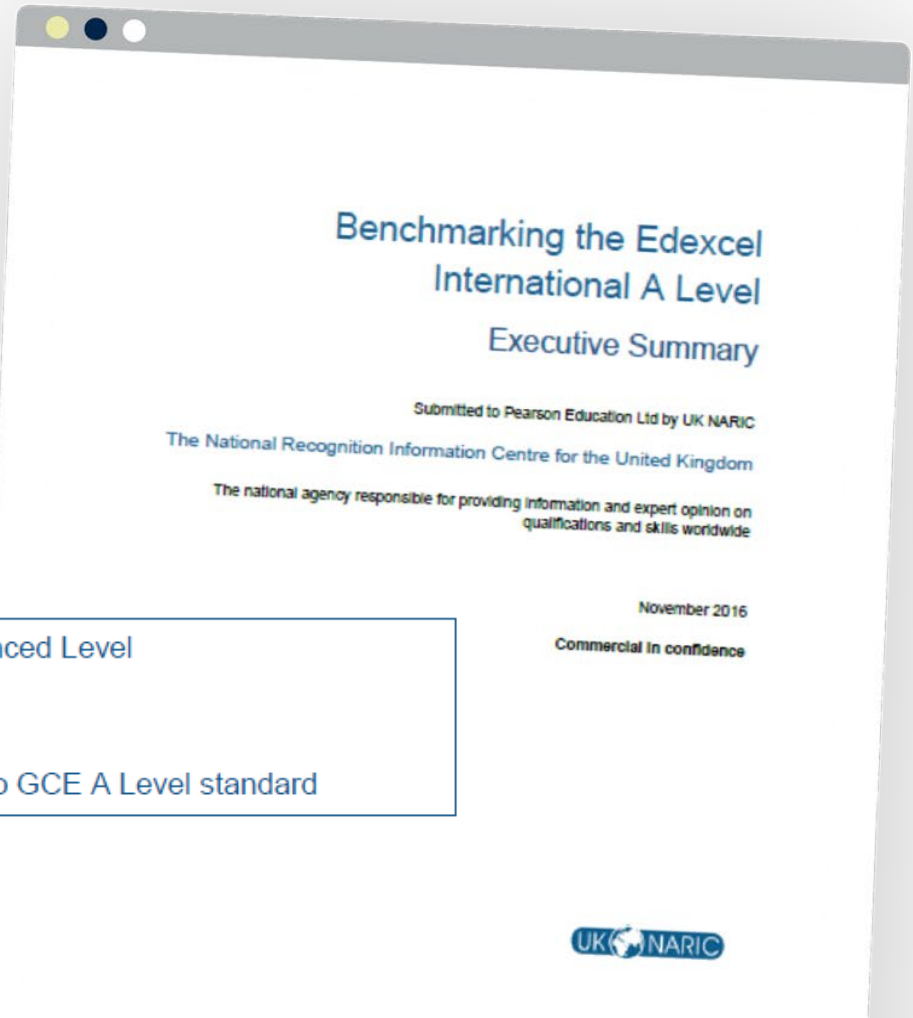 Benchmarking the Edexcel
International A Level
Executive Summary
Submitted to Pearson Education Ltd by UK NARIC
The National Recognition Information Centre for the United Kingdom
The national agency responsible for providing information and expert opinion on
qualifications and skills worldwide
November 2016
Commercial in confidence
Level
GCE A Level standard
UK NARIC